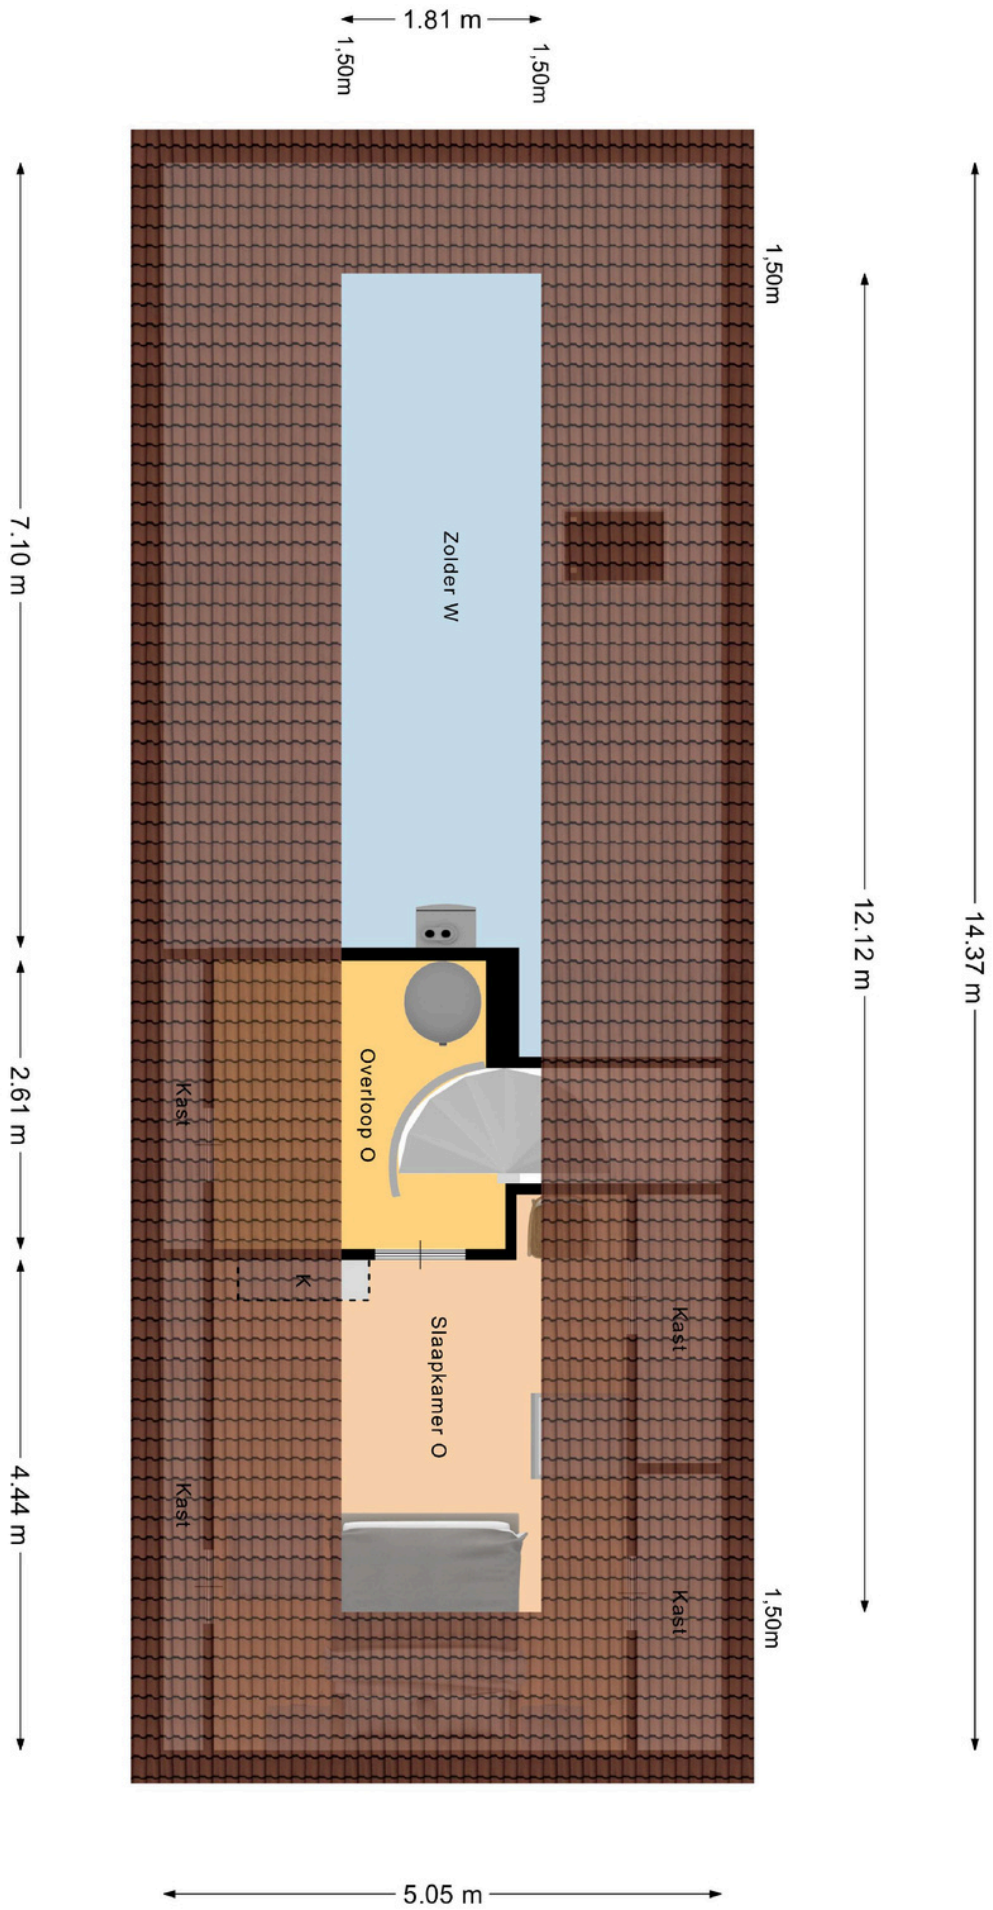 1.81 m
1,50m
1,50m
1,50m
7.10 m
Zolder W
12.12 m
14.37 m
2.61 m
Kast
Overloop O
K
Kast
Slaapkamer O
4.44 m
Kast
Kast
1,50m
5.05 m